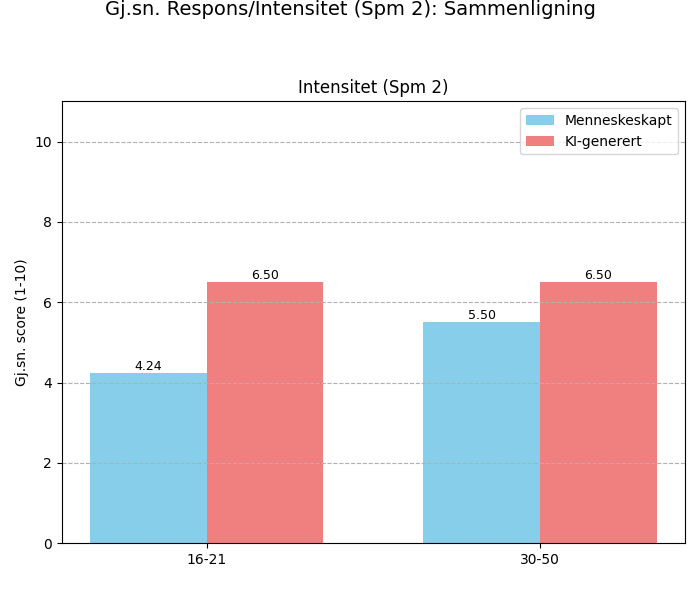 Gj.sn. Respons/Intensitet (Spm 2): Sammenligning
Intensitet (Spm 2)
Menneskeskapt
KI-generert
Gj.sn. score (1-10)
10
8
6
4
2
0
4.24
6.50
5.50
6.50
16-21
30-50